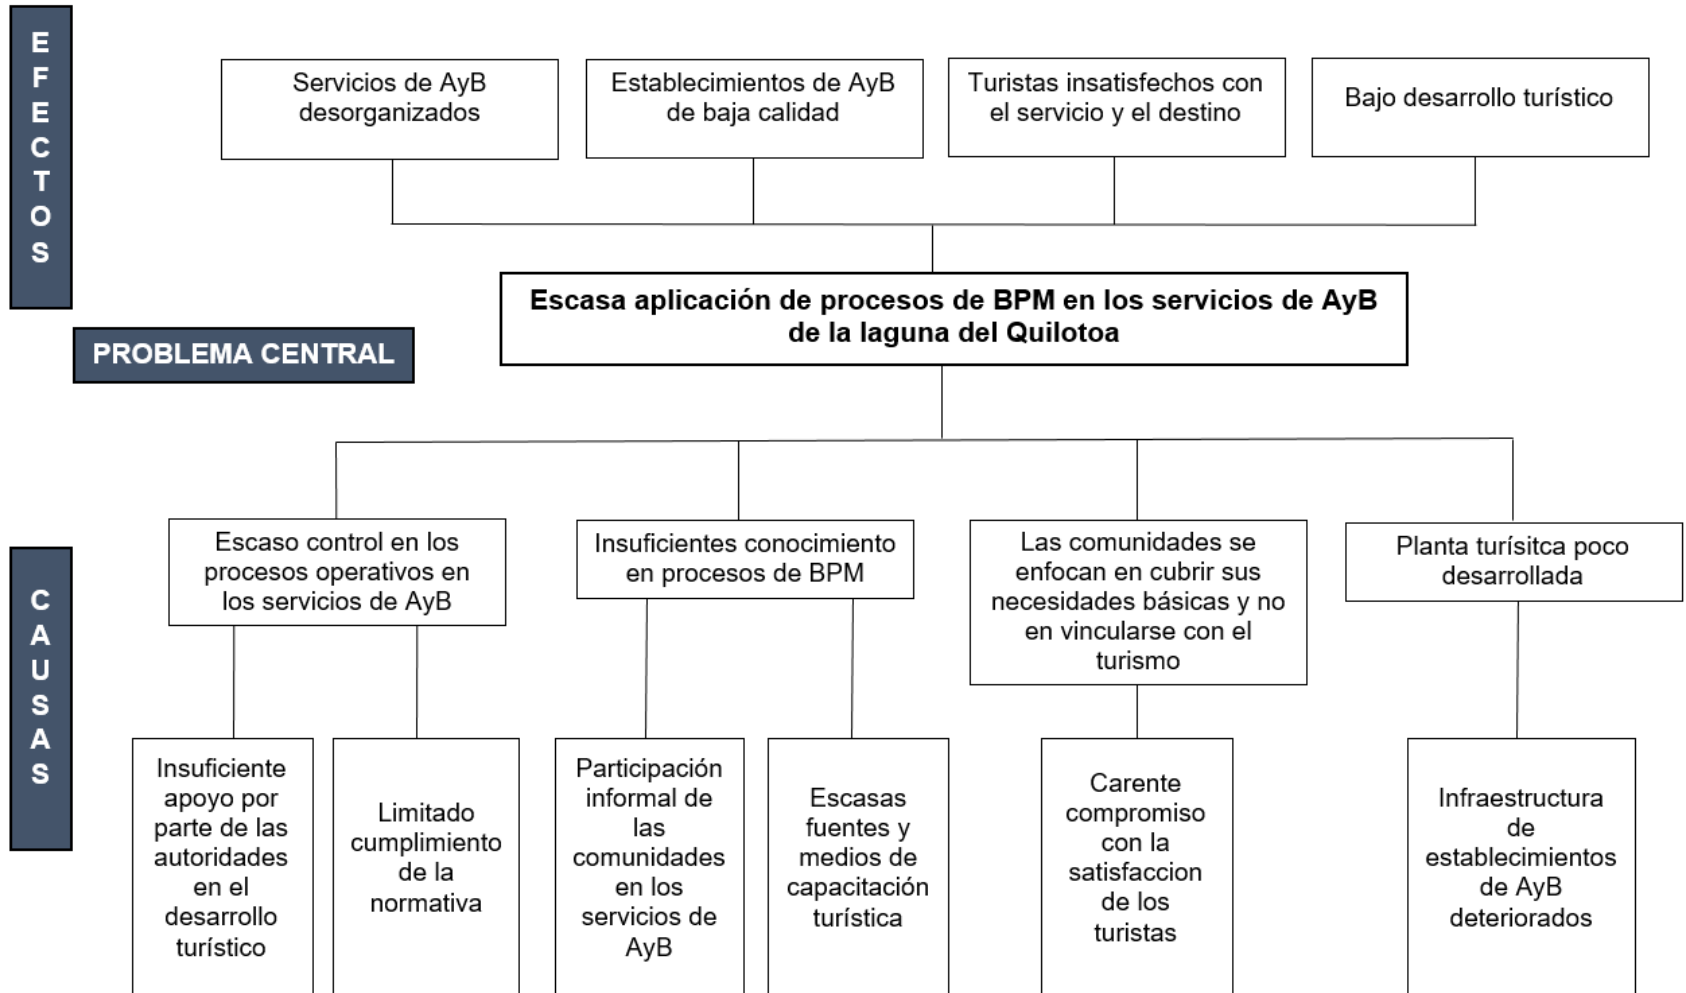 EFECTOS
Servicios de AyB
desorganizados
Establecimientos de AyB
de baja calidad
Turistas insatisfechos con
el servicio y el destino
Bajo desarrollo turístico
Escasa aplicación de procesos de BPM en los servicios de AyB
de la laguna del Quilotoa
PROBLEMA CENTRAL
CAUSAS
Escaso control en los
procesos operativos en
los servicios de AyB
Insuficientes conocimiento
en procesos de BPM
Las comunidades se
enfocan en cubrir sus
necesidades básicas y no
en vincularse con el
turismo
Planta turísitca poco
desarrollada
Insuficiente
apoyo por
parte de las
autoridades
en el
desarrollo
turístico
Limitado
cumplimiento
de la
normativa
Participación
informal de
las
comunidades
en los
servicios de
AyB
Escasas
fuentes y
medios de
capacitación
turística
Carente
compromiso
con la
satisfaccion
de los
turistas
Infraestructura
de
establecimientos
de AyB
deteriorados